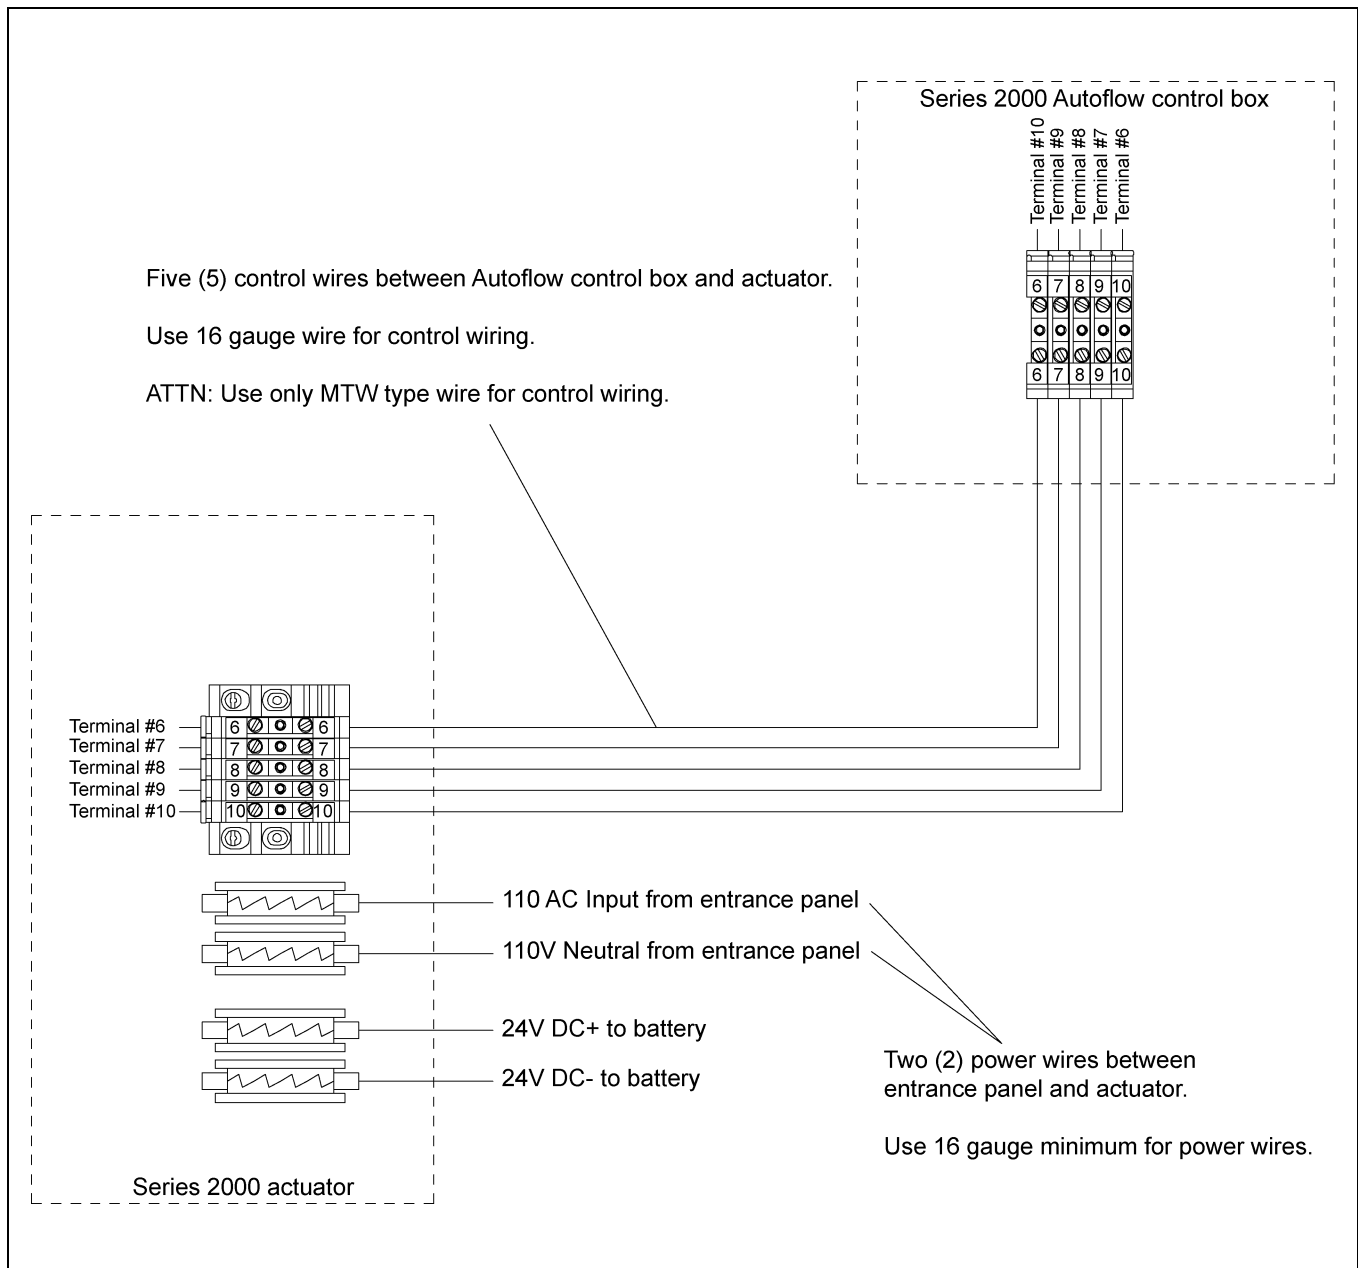 Series 2000 Autoflow control box
Terminal #10
Terminal #9
Terminal #8
Terminal #7
Terminal #6
6 7 8 9 10
6 7 8 9 10
Five (5) control wires between Autoflow control box and actuator.
Use 16 gauge wire for control wiring.
ATTN: Use only MTW type wire for control wiring.
Terminal #6 6 6
Terminal #7 7 7
Terminal #8 8 8
Terminal #9 9 9
Terminal #10 10 10
110 AC Input from entrance panel
110V Neutral from entrance panel
24V DC+ to battery
24V DC- to battery
Two (2) power wires between
entrance panel and actuator.
Use 16 gauge minimum for power wires.
Series 2000 actuator